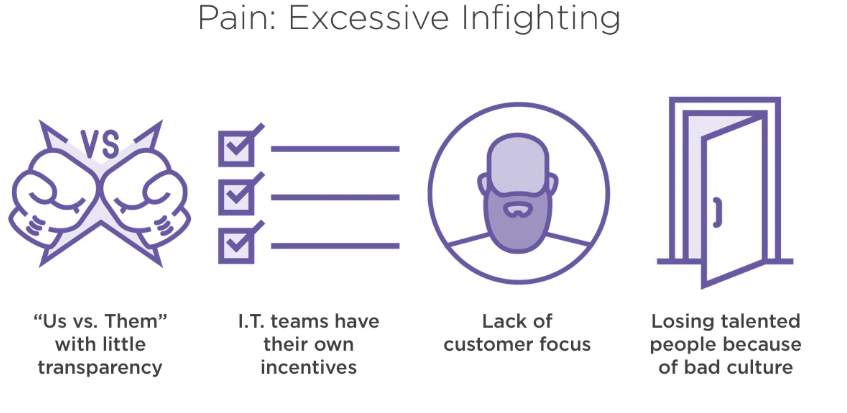 Pain: Excessive Infighting
VS
“Us vs. Them”
with little
transparency
I.T. teams have
their own
incentives
Lack of
customer focus
Losing talented
people because
of bad culture